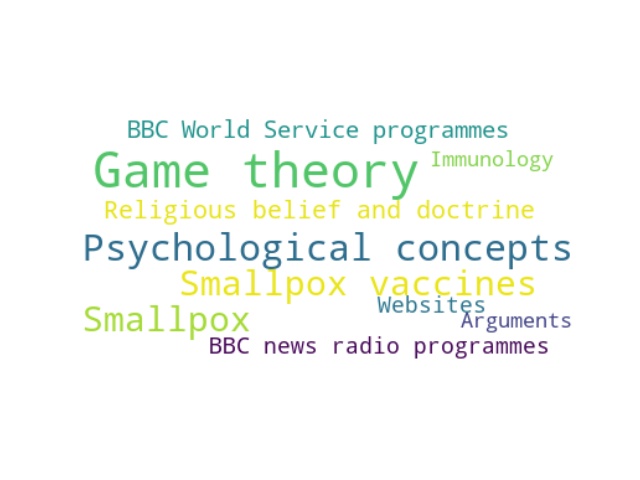 BBC World Service programmes
Game theory
Immunology
Religious belief and doctrine
Psychological concepts
Smallpox vaccines
Websites
Smallpox
Arguments
BBC news radio programmes